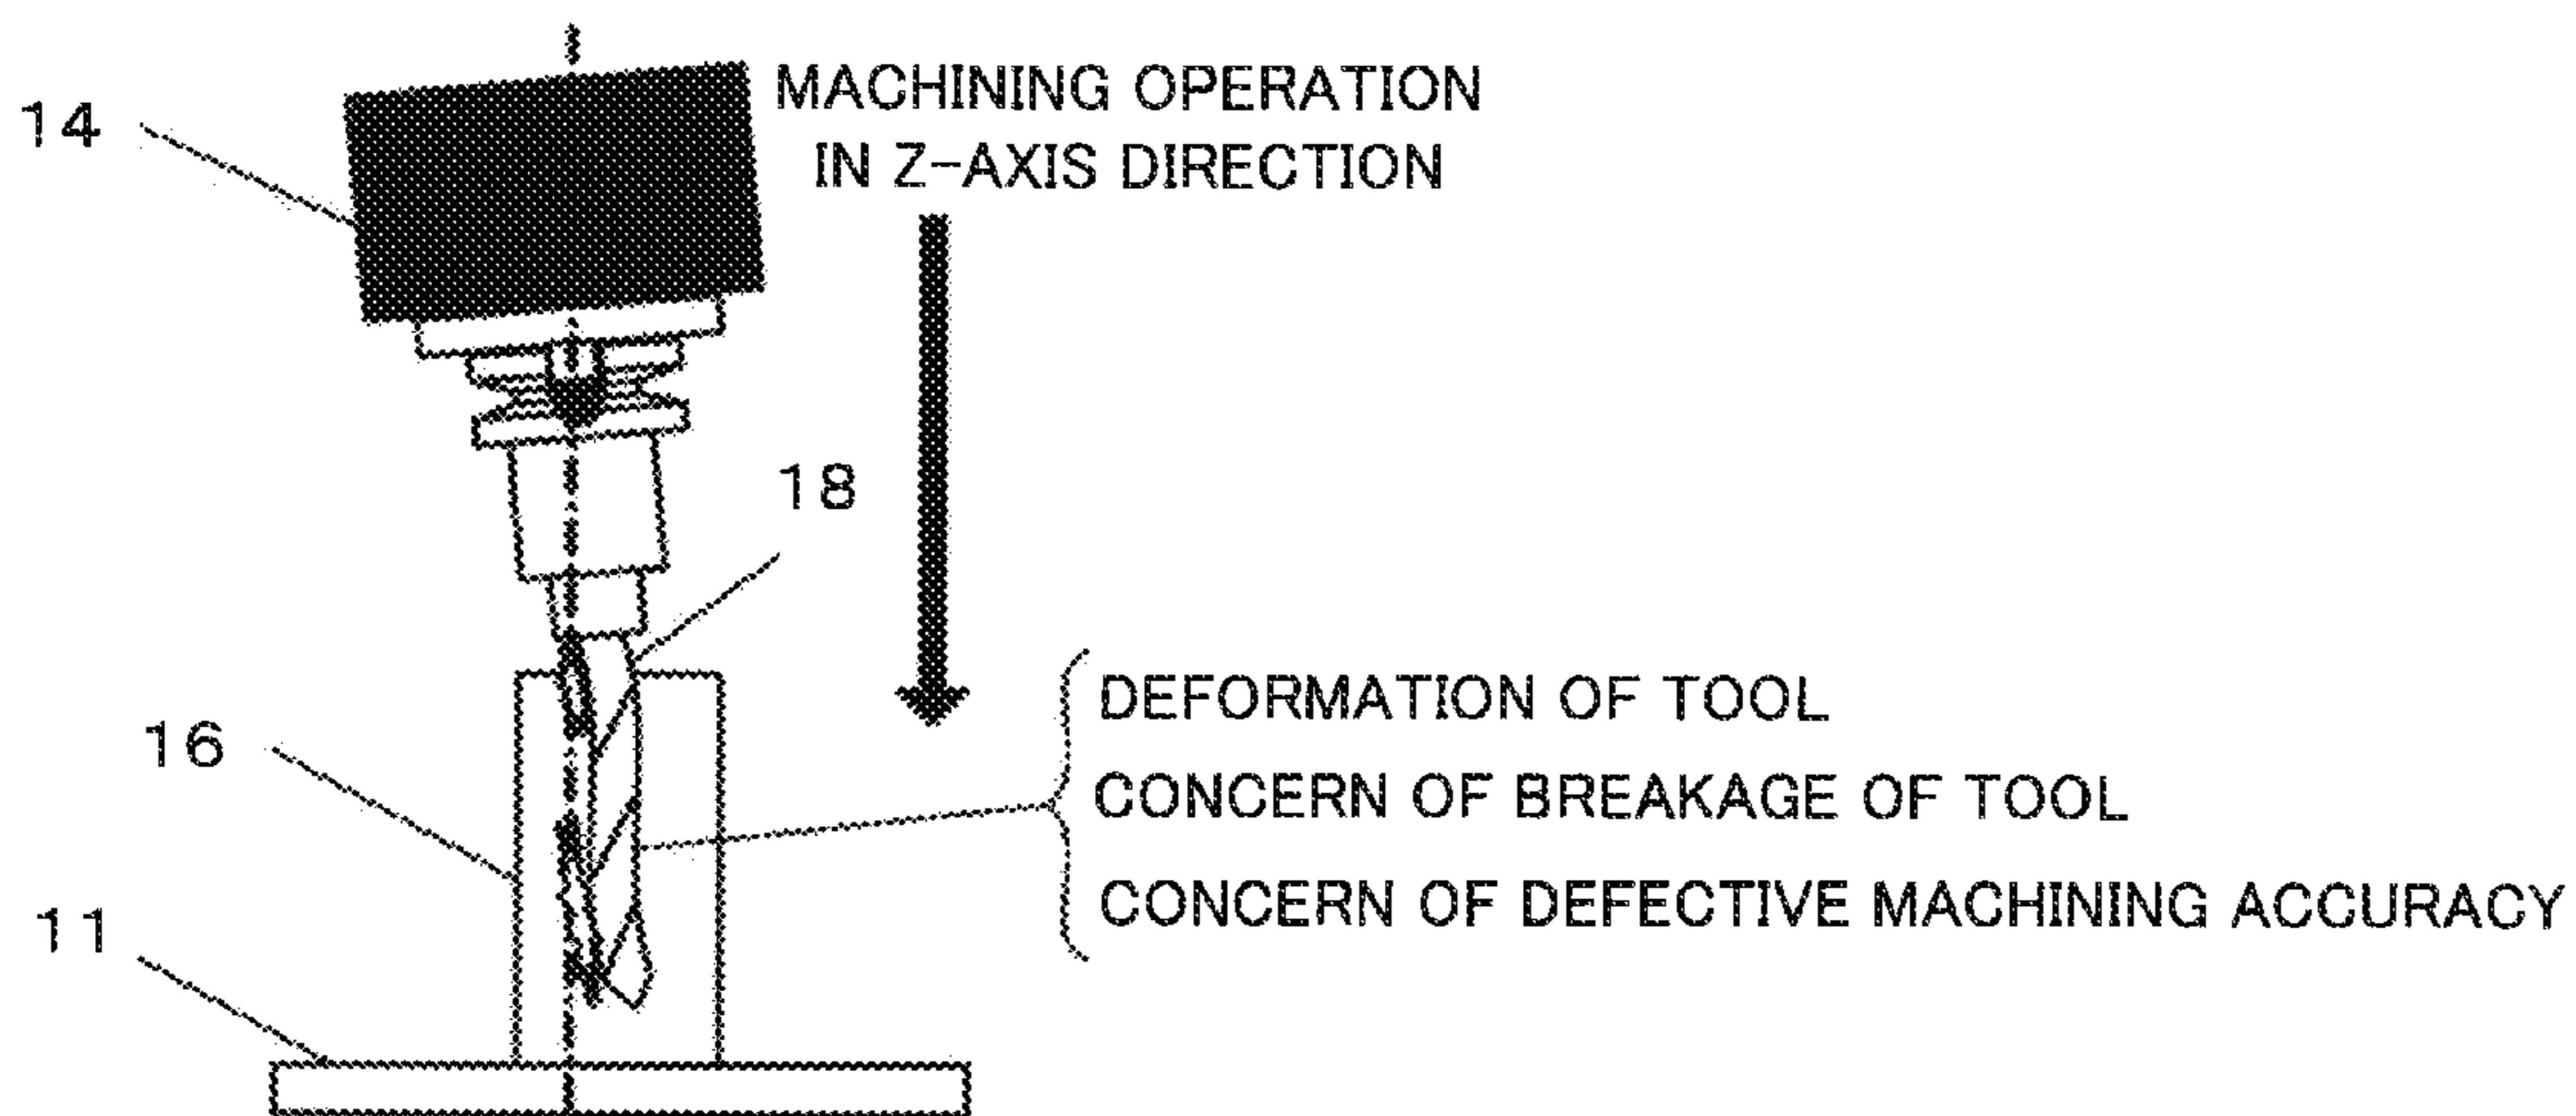 14
MACHINING OPERATION
IN Z-AXIS DIRECTION
18
16
DEFORMATION OF TOOL
CONCERN OF BREAKAGE OF TOOL
CONCERN OF DEFECTIVE MACHINING ACCURACY
11